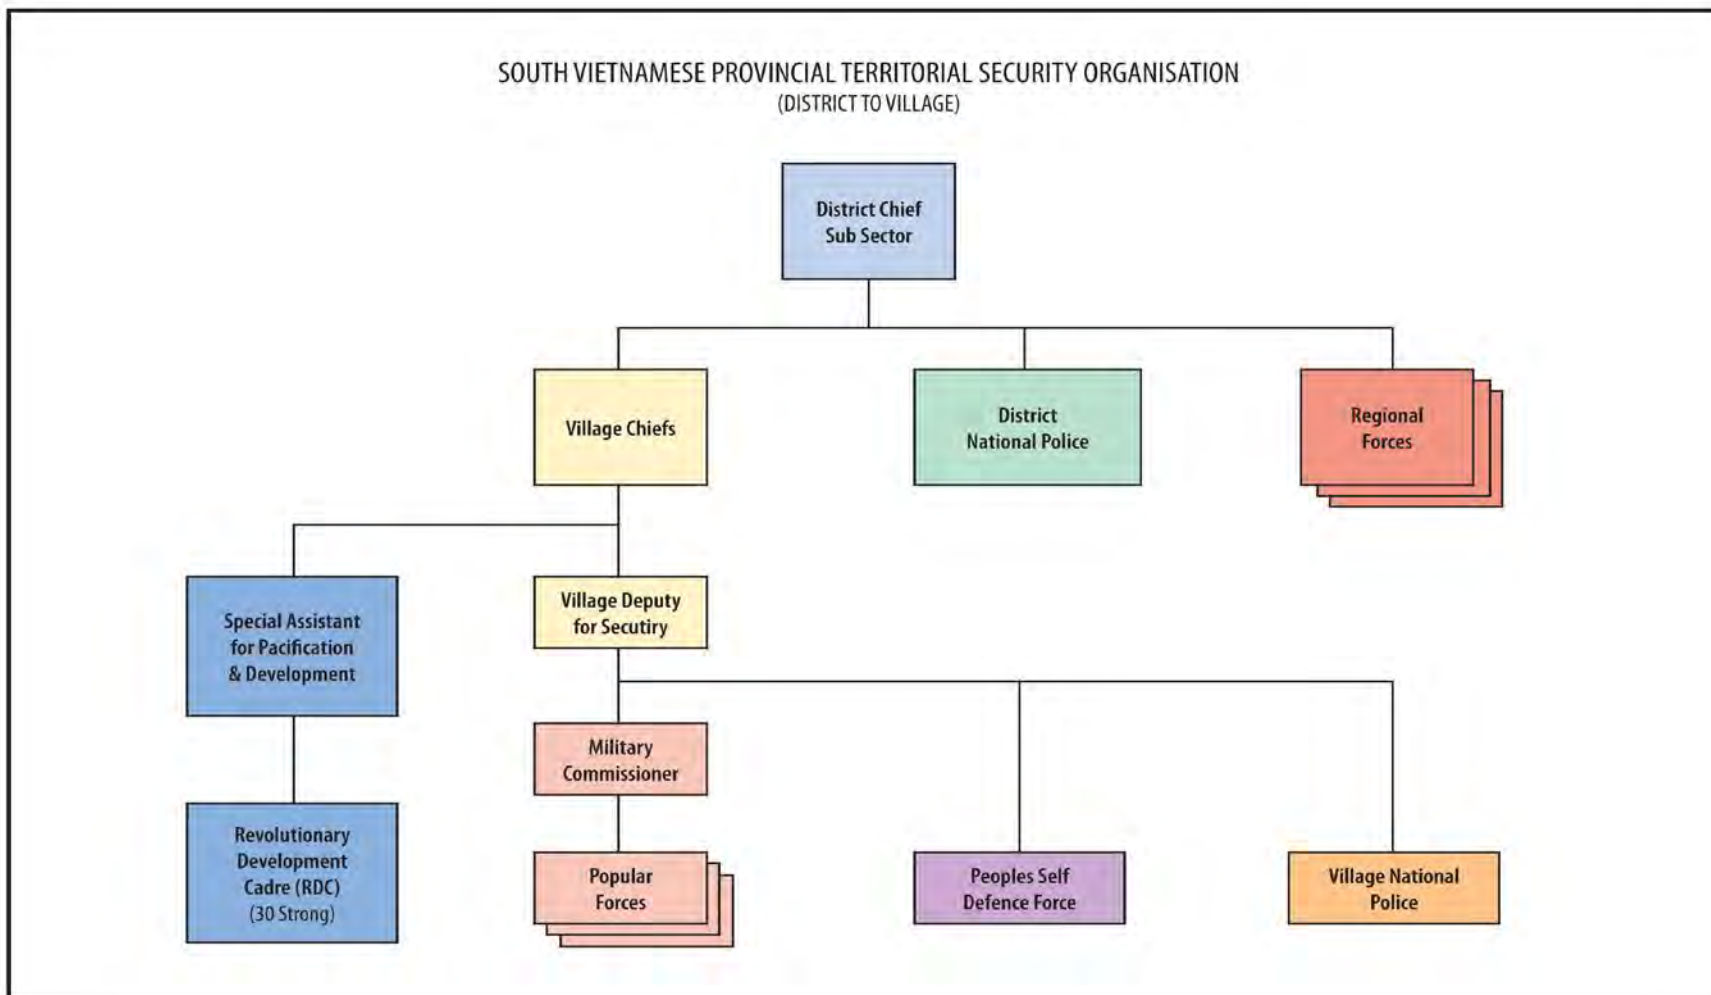 SOUTH VIETNAMESE PROVINCIAL TERRITORIAL SECURITY ORGANISATION
(DISTRICT TO VILLAGE)
District Chief
Sub Sector
Village Chiefs
District
National Police
Regional
Forces
Special Assistant
for Pacification
& Development
Village Deputy
for Secutiry
Military
Commissioner
Revolutionary
Development
Cadre (RDC)
(30 Strong)
Popular
Forces
Peoples Self
Defence Force
Village National
Police